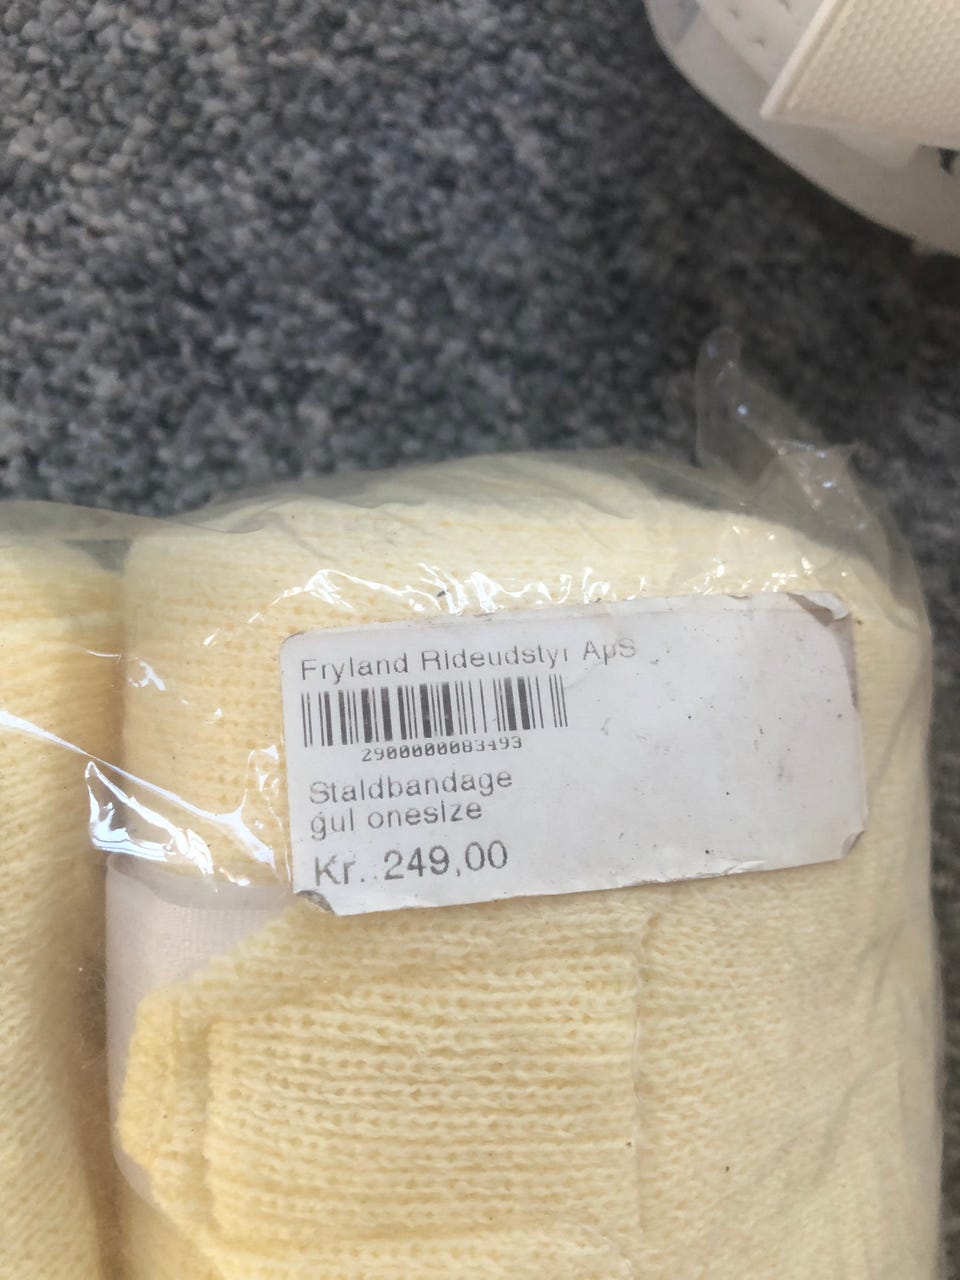 Fryland Rideudstyr ApS
2900000083493
Staldbandage
gul onesize
Kr. 249,00